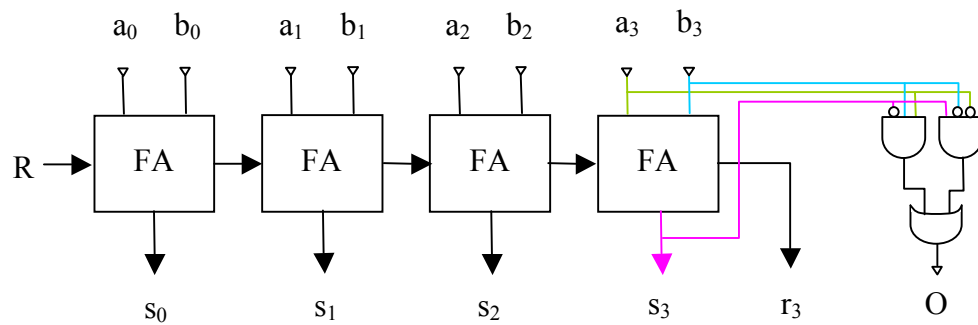 a₀ b₀ a₁ b₁ a₂ b₂ a₃ b₃
R FA FA FA FA
s₀ s₁ s₂ s₃ r₃ O